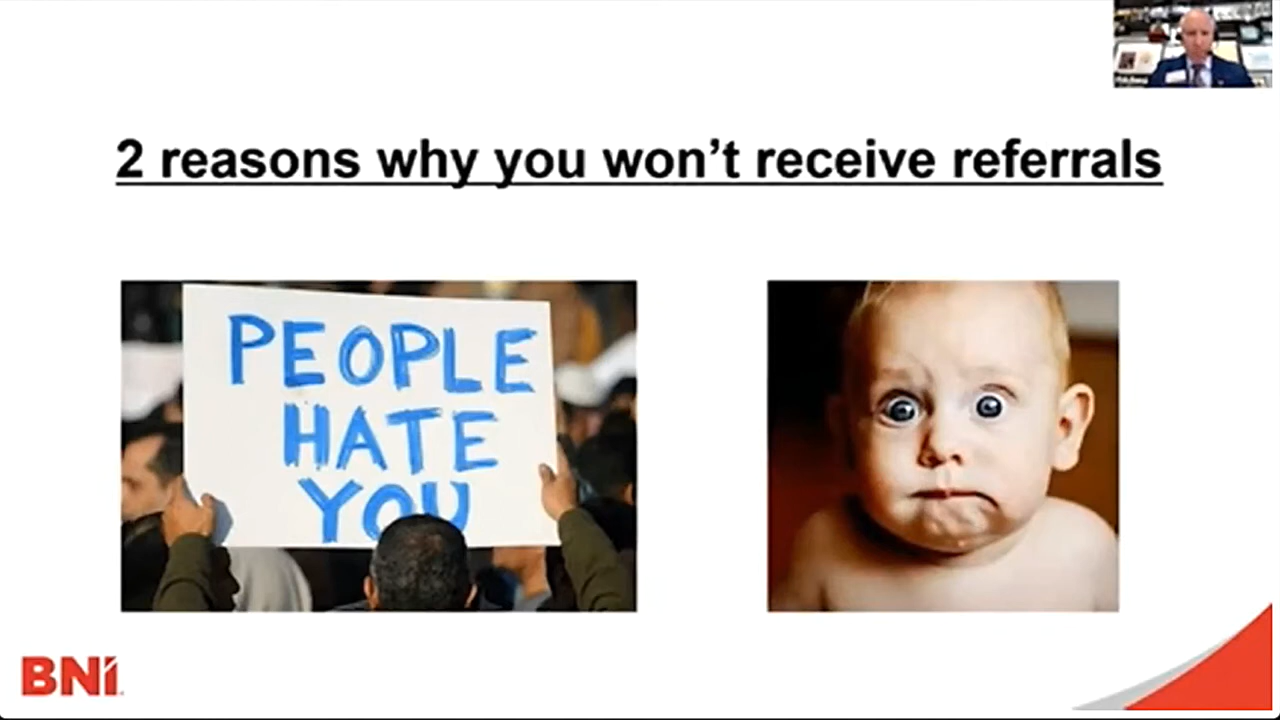 2 reasons why you won’t receive referrals
PEOPLE
HATE
YOU
BNI